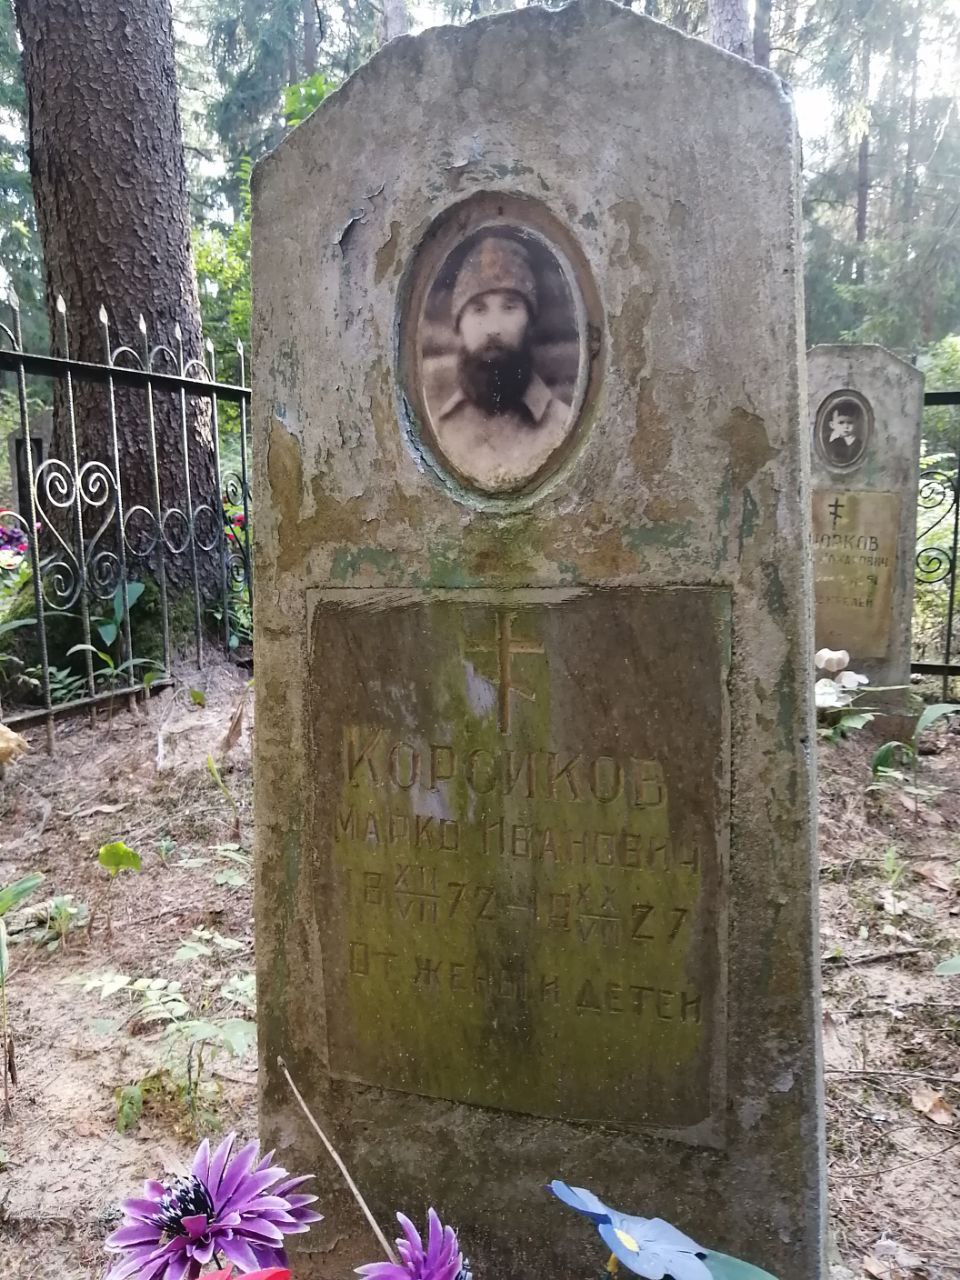 КОРСИКОВ
МАРКО ИВАНОВИЧ
18 XII/VII 72–19 XX/VII 27
ОТ ЖЕНЫ И ДЕТЕЙ